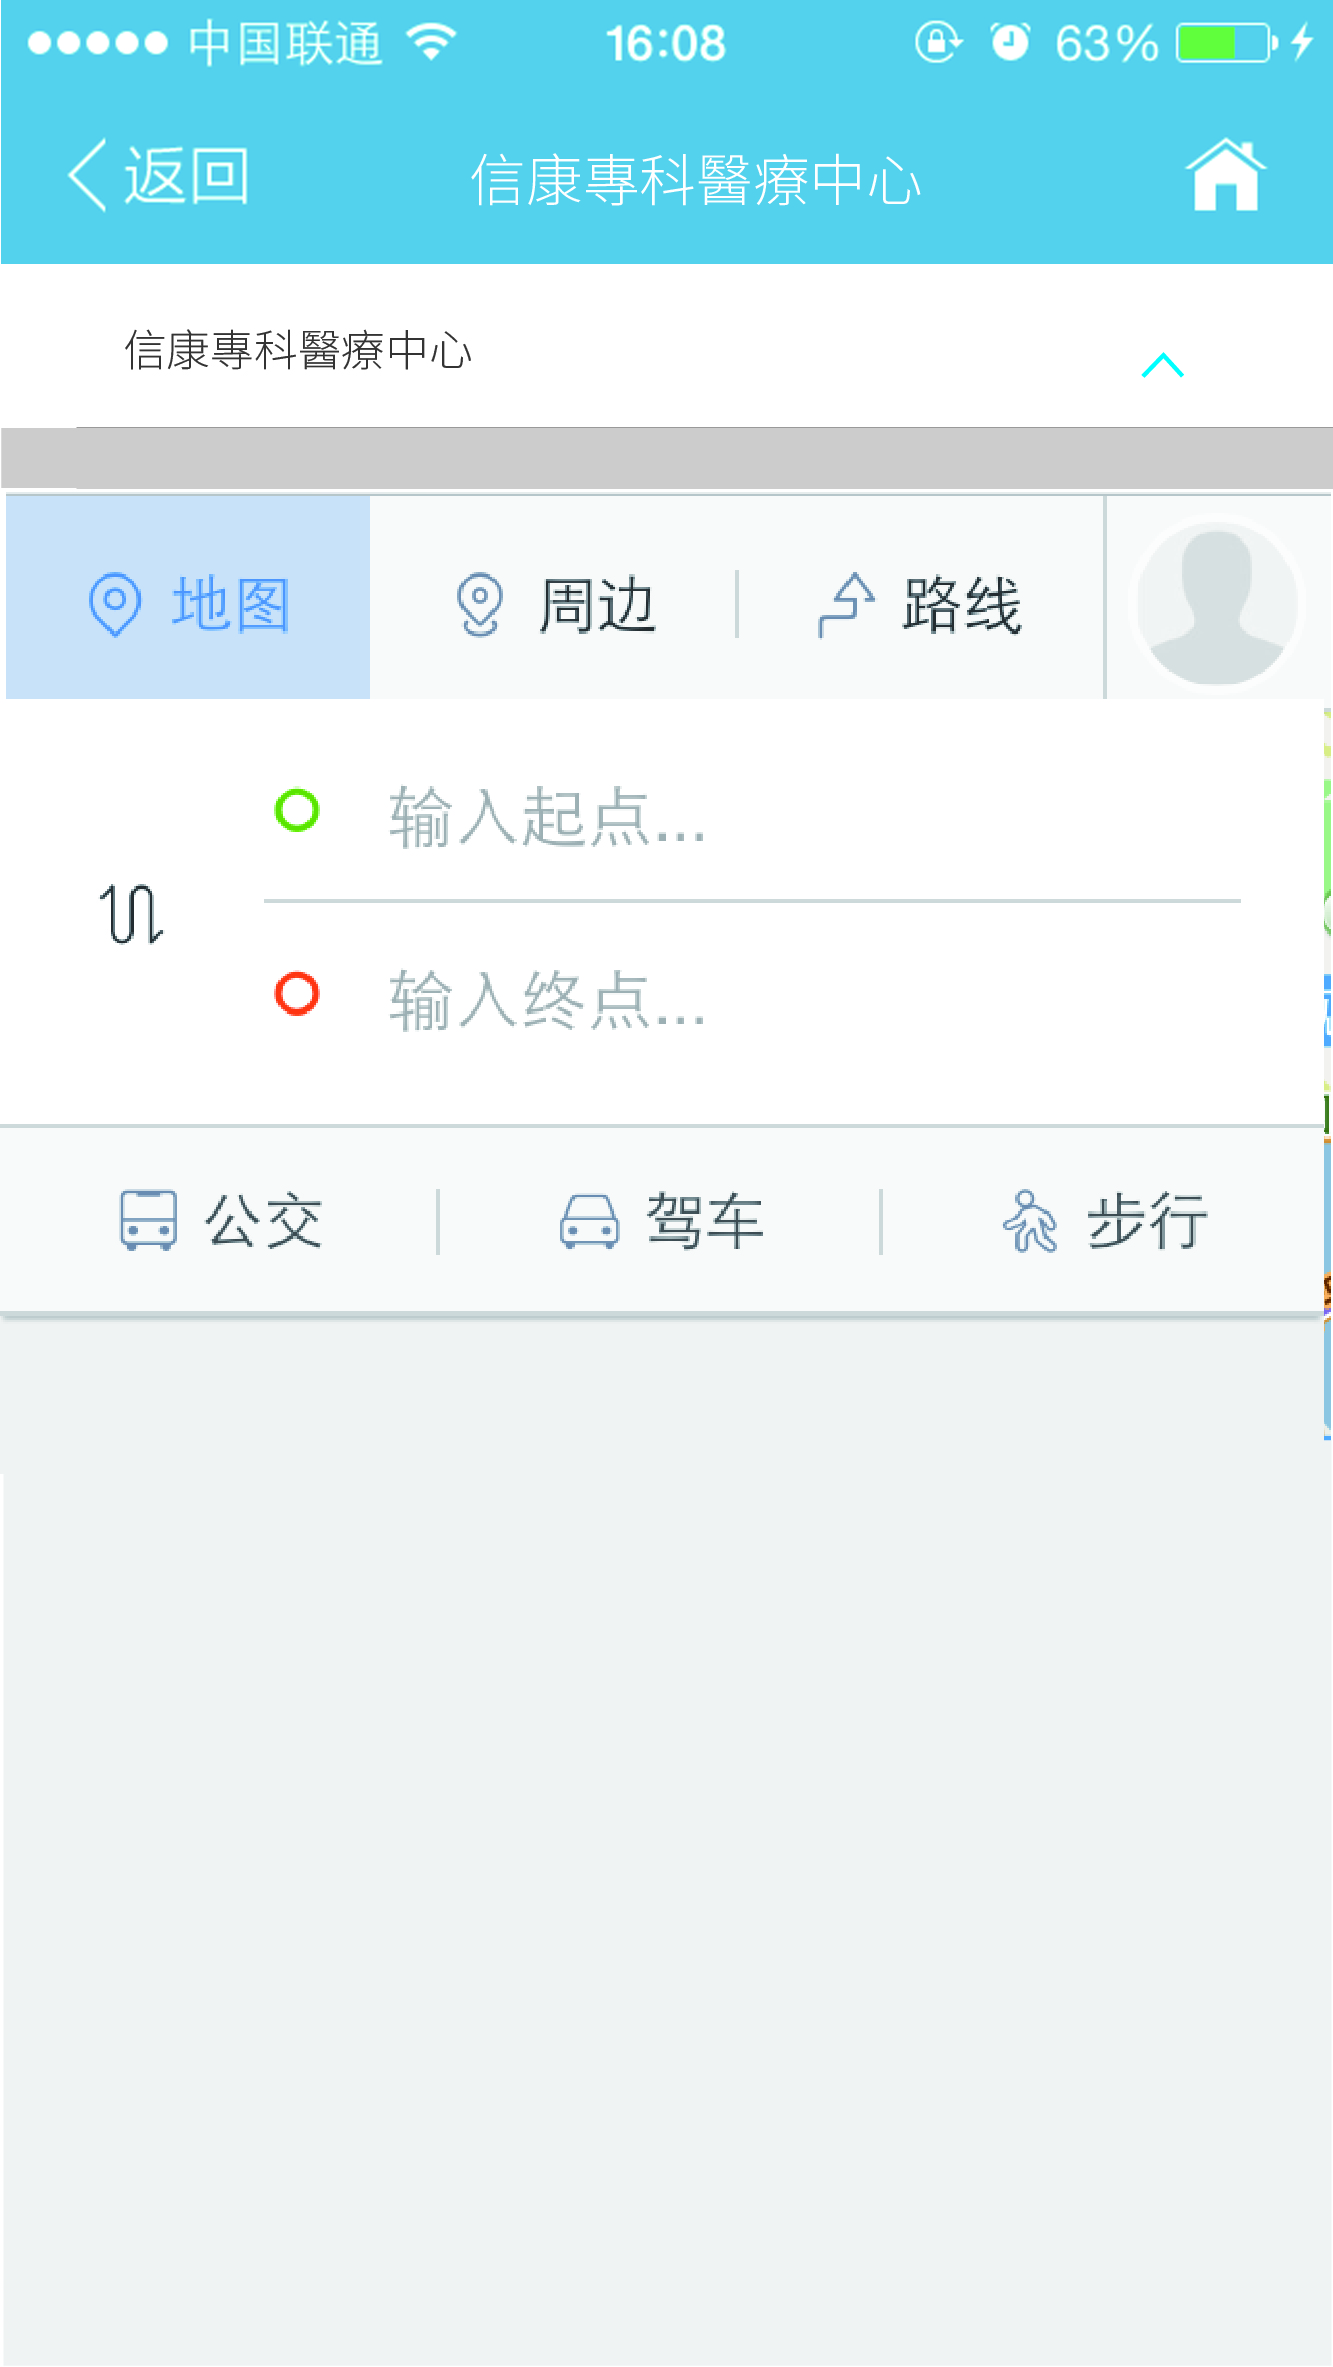 中国联通 16:08 63%
返回 信康專科醫療中心
信康專科醫療中心
地图 周边 路线
输入起点...
输入终点...
公交 驾车 步行